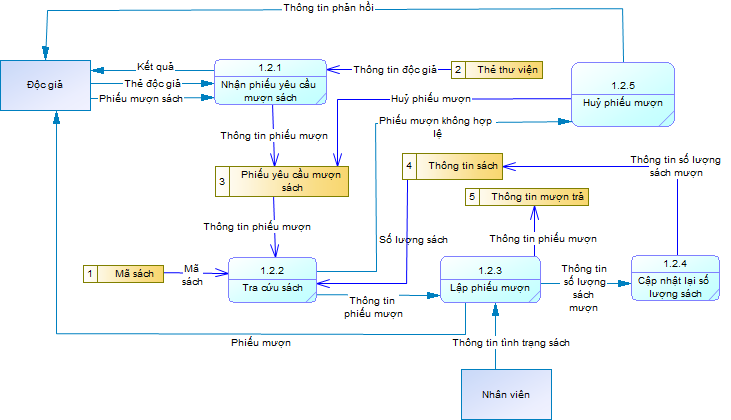 Thông tin phản hồi
Kết quả
Độc giả
Thẻ độc giả
Phiếu mượn sách
1.2.1
Nhận phiếu yêu cầu
mượn sách
Thông tin độc giả
2 Thẻ thư viện
1.2.5
Huỷ phiếu mượn
Huỷ phiếu mượn
Phiếu mượn không hợp
lệ
Thông tin phiếu mượn
3 Phiếu yêu cầu mượn
sách
4 Thông tin sách
Thông tin số lượng
sách mượn
5 Thông tin mượn trả
Thông tin phiếu mượn
Số lượng sách
Thông tin phiếu mượn
1 Mã sách
Mã
sách
1.2.2
Tra cứu sách
Thông tin
phiếu mượn
1.2.3
Lập phiếu mượn
Thông tin
số lượng
sách
mượn
1.2.4
Cập nhật lại số
lượng sách
Phiếu mượn
Thông tin tình trạng sách
Nhân viên